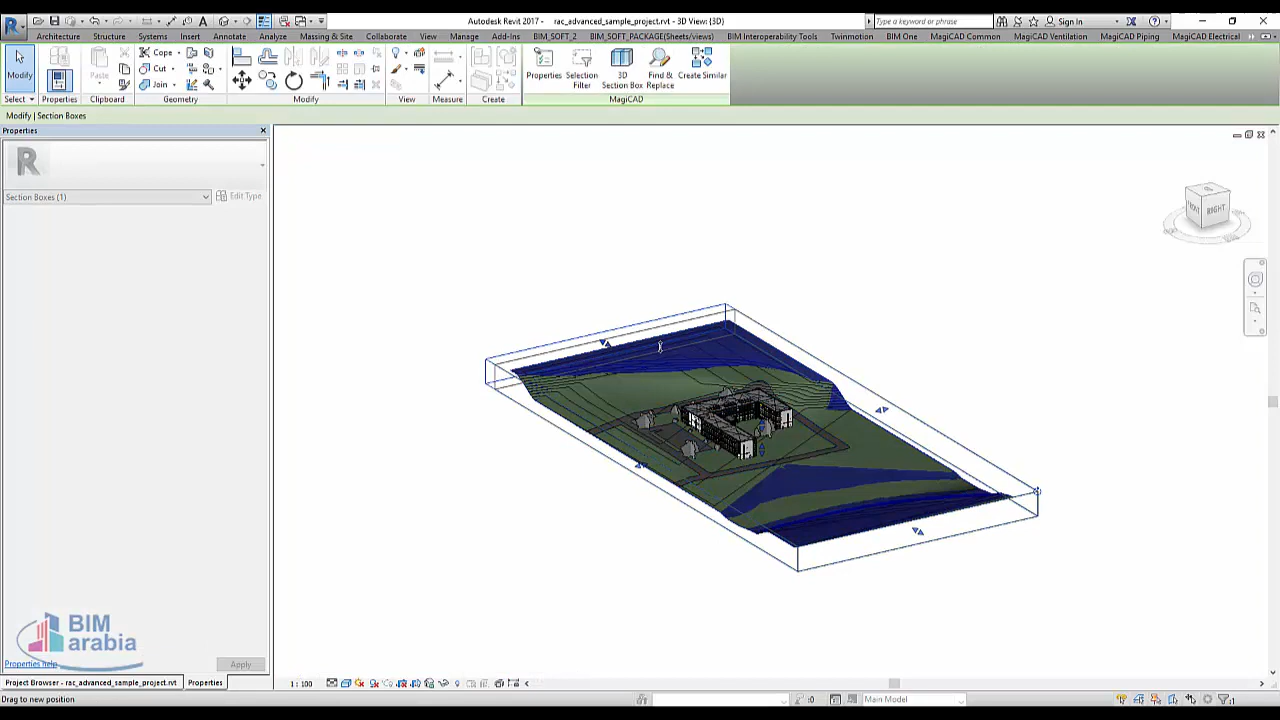 Autodesk Revit 2017 - rac_advanced_sample_project.rvt - 3D View: {3D}
Type a keyword or phrase
Sign In
Architecture Structure Systems Insert Annotate Analyze Massing & Site Collaborate View Manage Add-Ins BIM_SOFT_2 BIM_SOFT_PACKAGE(Sheets/views) BIM Interoperability Tools Twinmotion BIM One MagiCAD Common MagiCAD Ventilation MagiCAD Piping MagiCAD Electrical
Modify Paste Cope Cut Join
Properties Selection Filter 3D Section Box Find & Replace Create Similar
Select Properties Clipboard Geometry Modify View Measure Create MagiCAD
Modify | Section Boxes
Properties
R
Section Boxes (1)
Edit Type
RIGHT
BIM
arabia
Properties help
Apply
Project Browser - rac_advanced_sample_project.rvt Properties
1 : 100
Drag to new position
:0
Main Model
:1